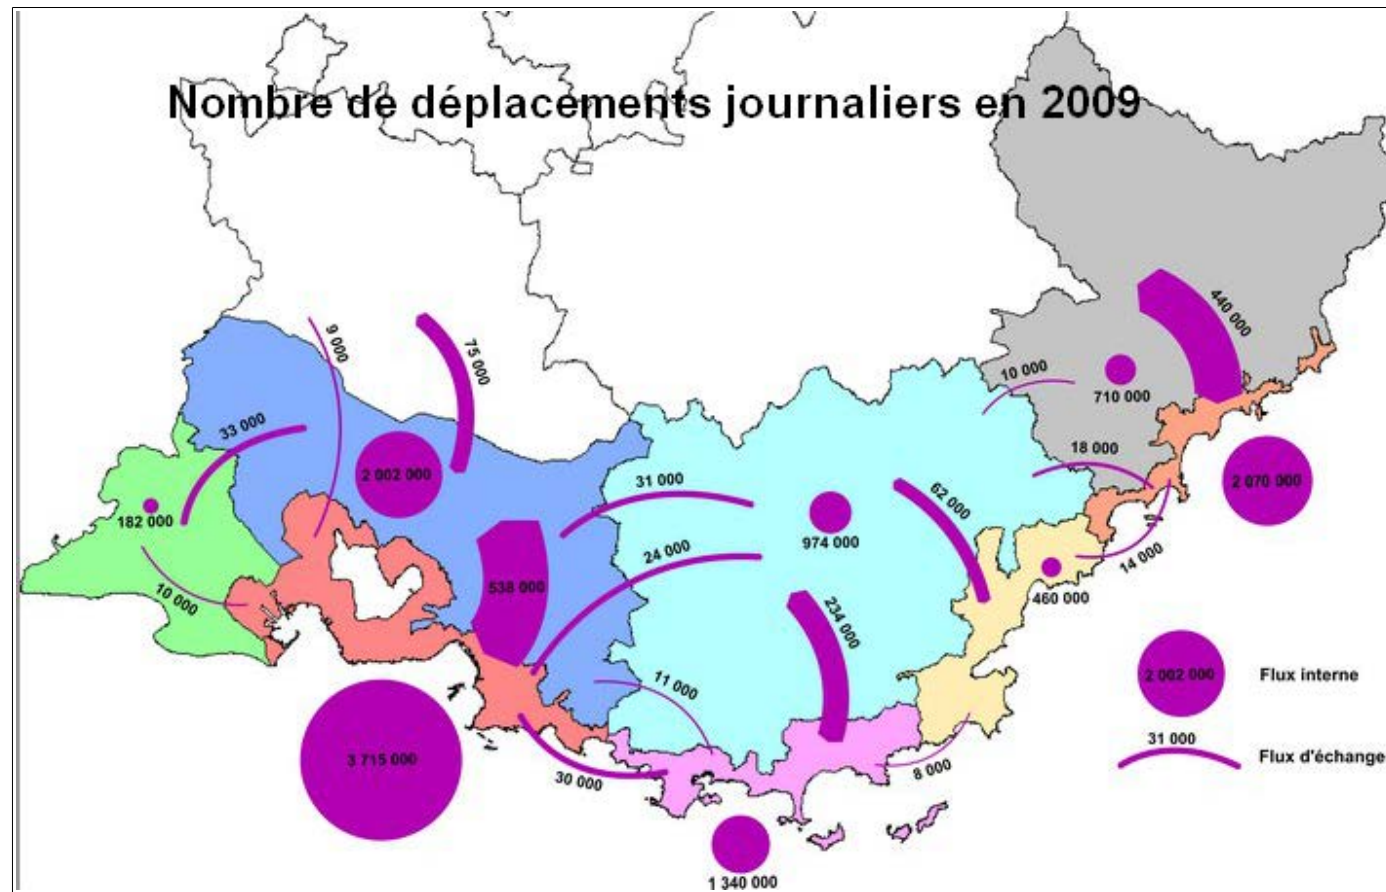 Nombre de déplacements journaliers en 2009
9 000
75 000
440 000
10 000
710 000
33 000
2 002 000
18 000
2 070 000
31 000
62 000
182 000
974 000
24 000
14 000
538 000
460 000
10 000
234 000
11 000
2 002 000
Flux interne
31 000
Flux d'échange
3 715 000
30 000
8 000
1 340 000